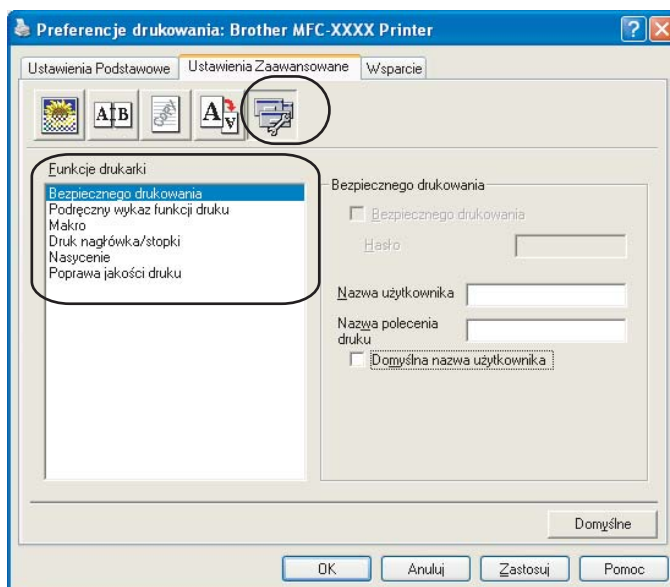 Preferencje drukowania: Brother MFC-XXXX Printer
Ustawienia Podstawowe
Ustawienia Zaawansowane
Wsparcie
A B
copy
A A
Funkcje drukarki
Bezpiecznego drukowania
Podręczny wykaz funkcji druku
Makro
Druk nagłówka/stopki
Nasycenie
Poprawa jakości druku
Bezpiecznego drukowania
Bezpiecznego drukowania
Hasło
Nazwa użytkownika
Nazwa polecenia
druku
Domyślna nazwa użytkownika
Domyślne
OK
Anuluj
Zastosuj
Pomoc